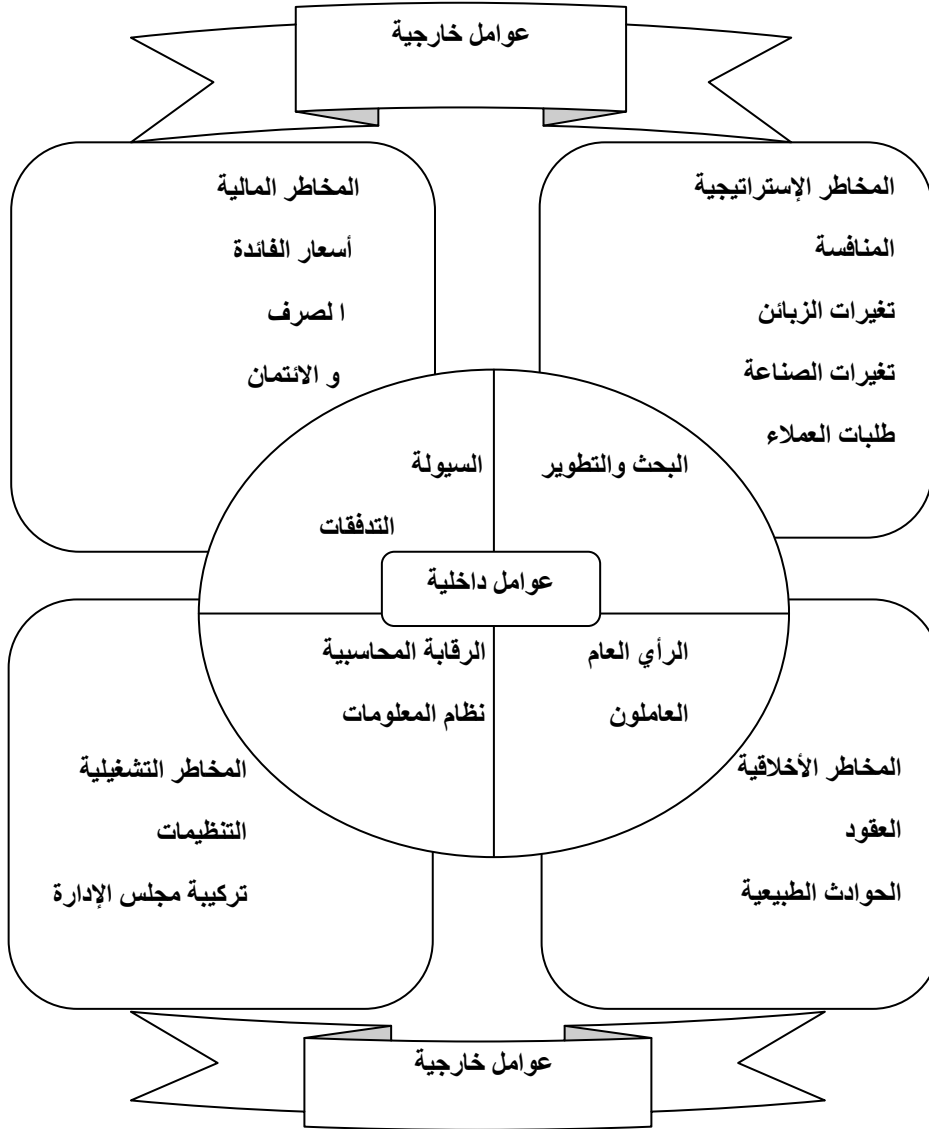 عوامل خارجية
المخاطر الإستراتيجية
المنافسة
تغيرات الزبائن
تغيرات الصناعة
طلبات العملاء
المخاطر المالية
أسعار الفائدة
ا لصرف
و الائتمان
البحث والتطوير
السيولة
التدفقات
عوامل داخلية
الرأي العام
العاملون
الرقابة المحاسبية
نظام المعلومات
المخاطر الأخلاقية
العقود
الحوادث الطبيعية
المخاطر التشغيلية
التنظيمات
تركيبة مجلس الإدارة
عوامل خارجية